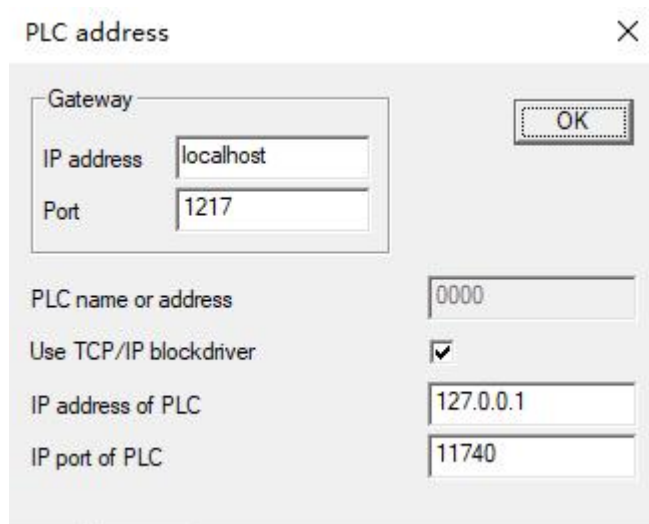 PLC address
Gateway
OK
IP address localhost
Port 1217
PLC name or address 0000
Use TCP/IP blockdriver
IP address of PLC 127.0.0.1
IP port of PLC 11740